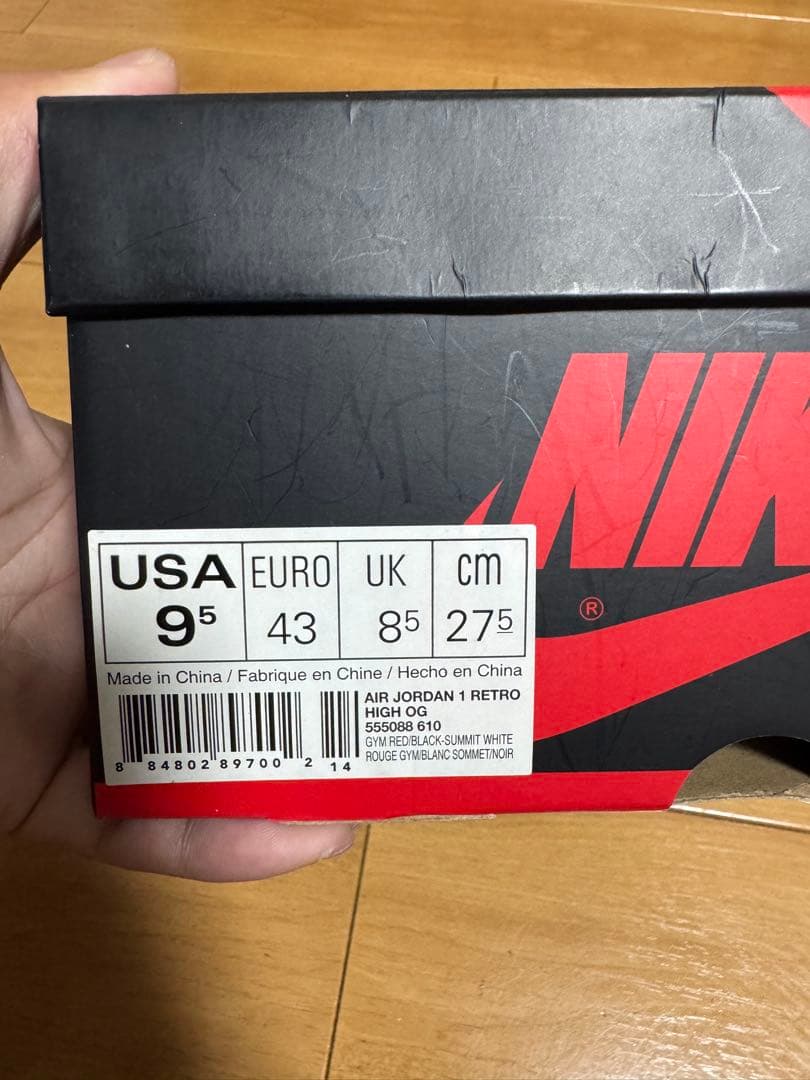 NIK
®
USA EURO UK cm
9⁵ 43 8⁵ 27⁵
Made in China / Fabrique en Chine / Hecho en China
AIR JORDAN 1 RETRO
HIGH OG
555088 610
GYM RED/BLACK-SUMMIT WHITE
ROUGE GYM/BLANC SOMMET/NOIR
8 84802 89700 2 14